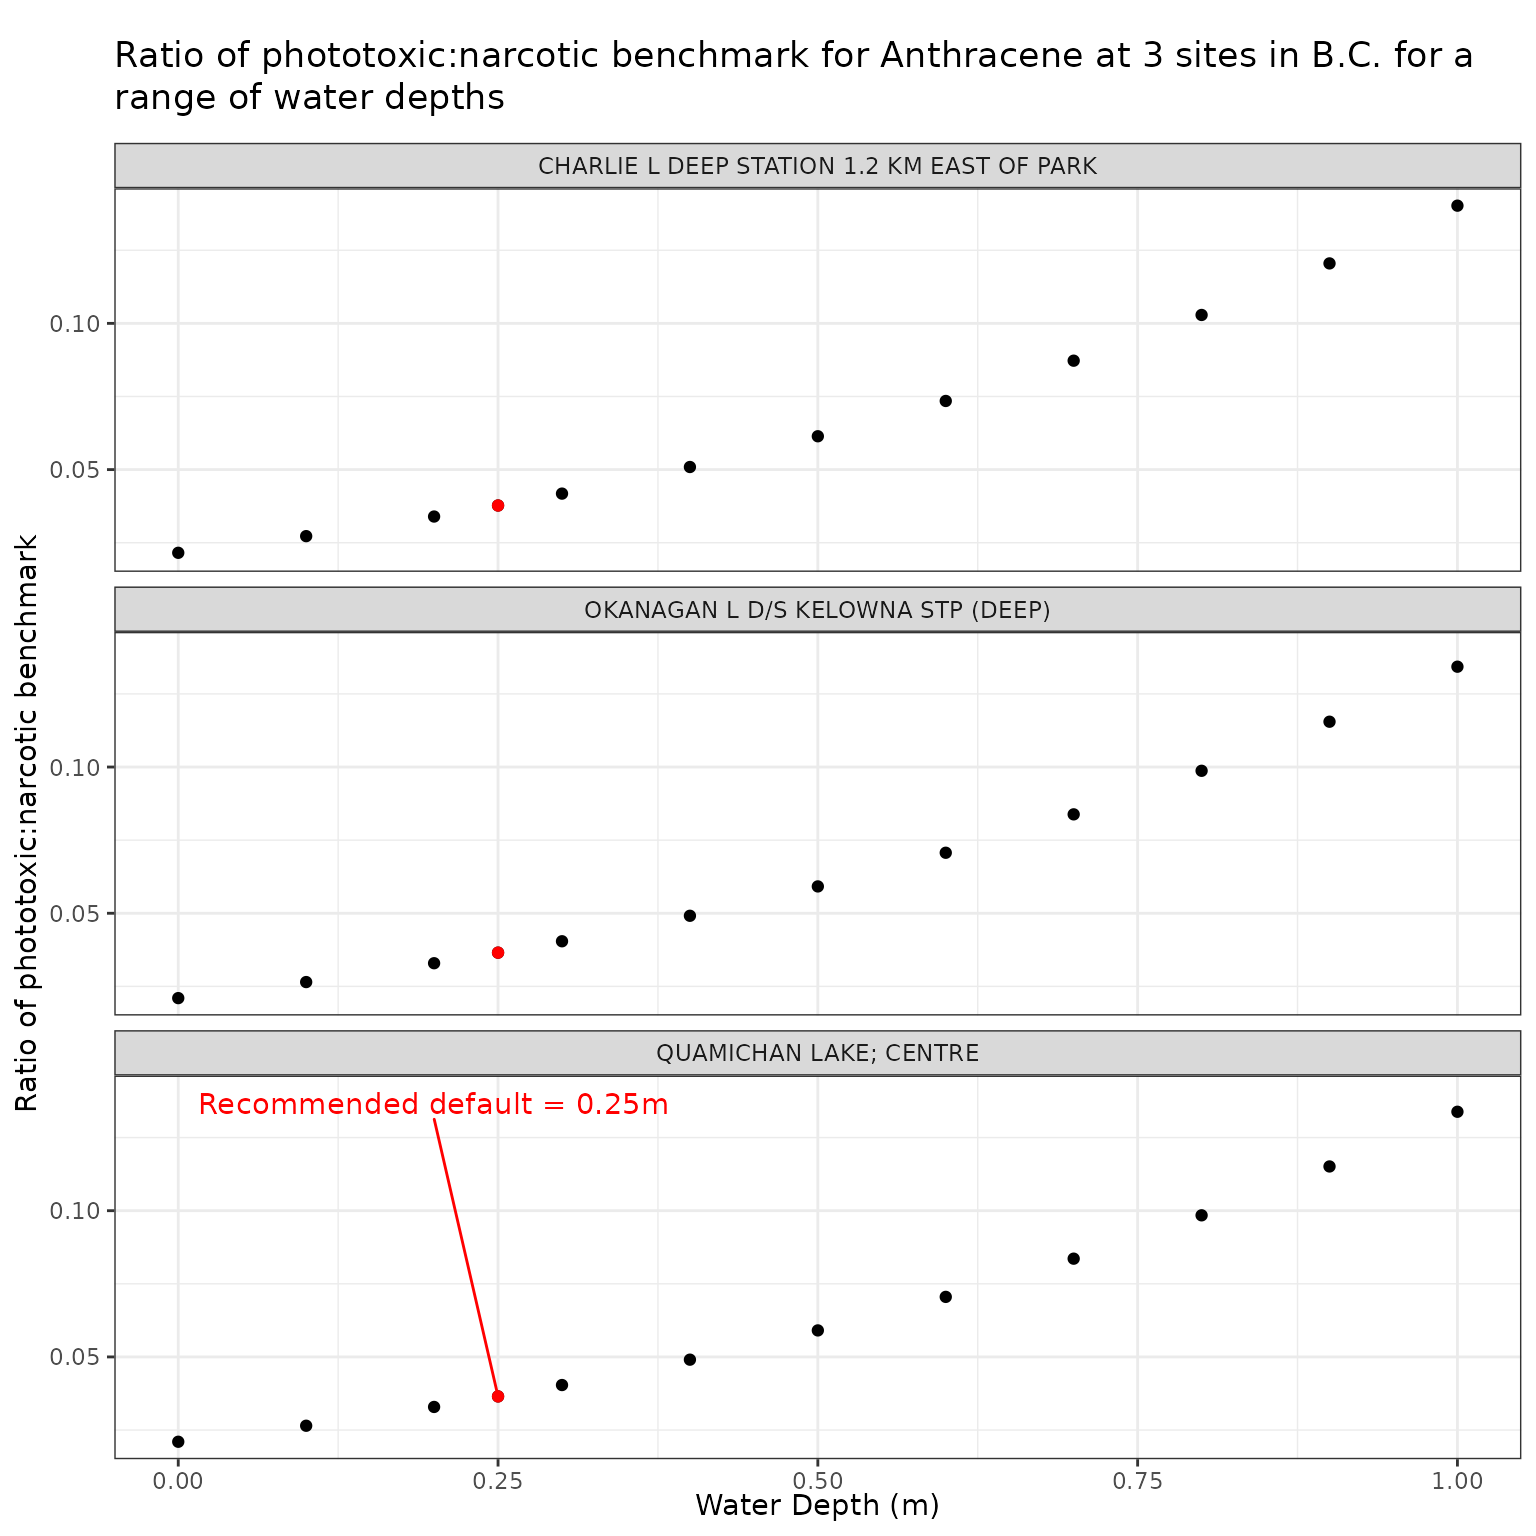 Ratio of phototoxic:narcotic benchmark for Anthracene at 3 sites in B.C. for a
range of water depths
CHARLIE L DEEP STATION 1.2 KM EAST OF PARK
0.10
0.05
OKANAGAN L D/S KELOWNA STP (DEEP)
0.10
0.05
Ratio of phototoxic:narcotic benchmark
QUAMICHAN LAKE; CENTRE
Recommended default = 0.25m
0.10
0.05
0.00 0.25 0.50 0.75 1.00
Water Depth (m)